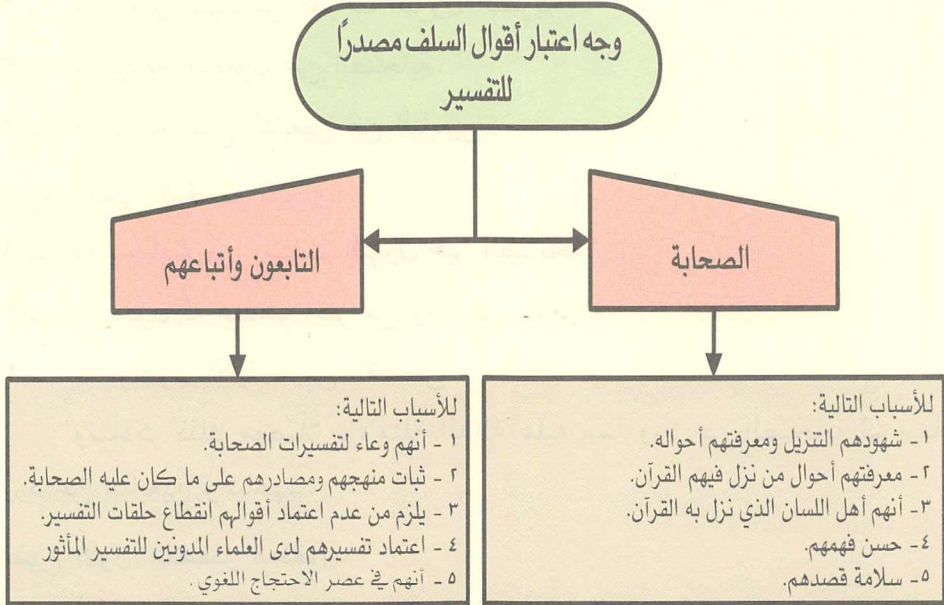 وجه اعتبار أقوال السلف مصدرًا
للتفسير
الصحابة
التابعون وأتباعهم
للأسباب التالية:
١- شهودهم التنزيل ومعرفتهم أحواله.
٢- معرفتهم أحوال من نزل فيهم القرآن.
٣- أنهم أهل اللسان الذي نزل به القرآن.
٤- حسن فهمهم.
٥- سلامة قصدهم.
للأسباب التالية:
١ - أنهم وعاء لتفسيرات الصحابة.
٢ - ثبات منهجهم ومصادرهم على ما كان عليه الصحابة.
٣ - يلزم من عدم اعتماد أقوالهم انقطاع حلقات التفسير.
٤ - اعتماد تفسيرهم لدى العلماء المدونين للتفسير المأثور
٥ - أنهم في عصر الاحتجاج اللغوي.